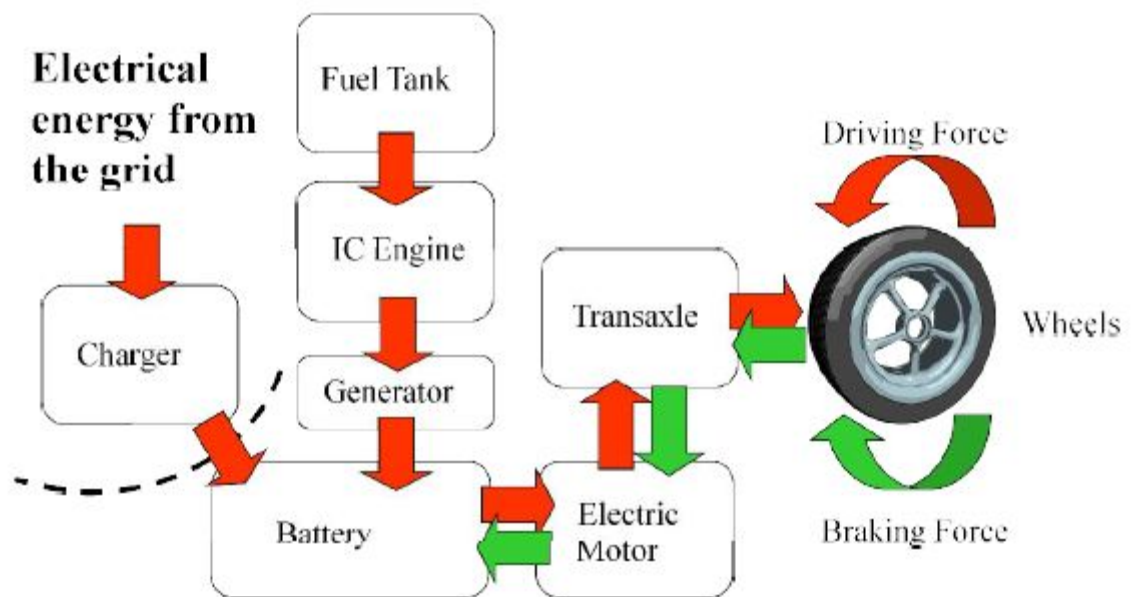 Electrical
energy from
the grid
Fuel Tank
IC Engine
Charger
Generator
Battery
Electric
Motor
Transaxle
Driving Force
Wheels
Braking Force